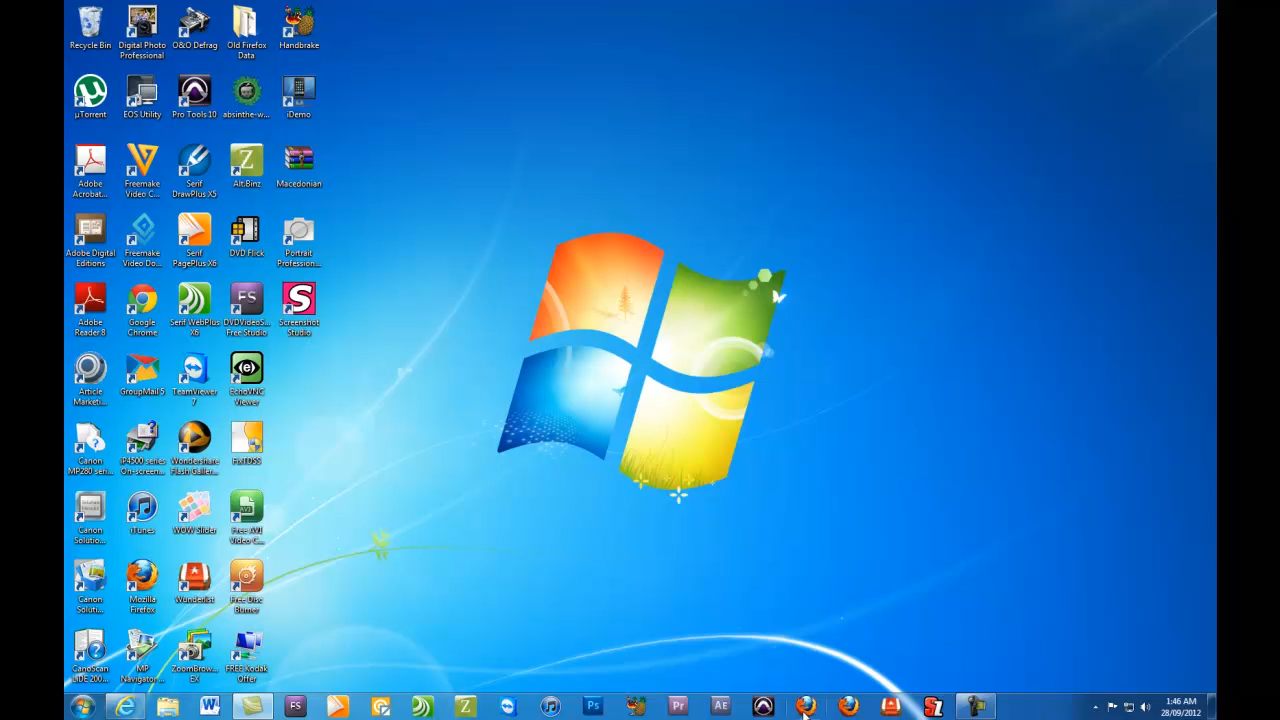 Recycle Bin
Digital Photo
Professional
O&O Defrag
Old Firefox
Data
Handbrake
µTorrent
EOS Utility
Pro Tools 10
absinthe-w...
iDemo
Adobe
Acrobat...
Freemake
Video C...
Serif
DrawPlus X5
Alt.Binz
Macedonian
Adobe Digital
Editions
Freemake
Video Do...
Serif
PagePlus X6
DVD Flick
Portrait
Profession...
Adobe
Reader 8
Google
Chrome
Serif WebPlus
X6
DVDVideoS...
Free Studio
Screenshot
Studio
Article
Marketi...
GroupMail 5
TeamViewer
7
EchoVNC
Viewer
Canon
MP280 seri...
iP4500 series
On-screen...
Wondershare
Flash Galler...
FixTDSS
Canon
Solutio...
iTunes
WOW Slider
Free AVI
Video C...
Canon
Soluti...
Mozilla
Firefox
Wunderlist
Free Disc
Burner
CanoScan
LiDE 200...
MP
Navigator...
ZoomBrow...
EX
FREE Kodak
Offer
1:46 AM
28/09/2012